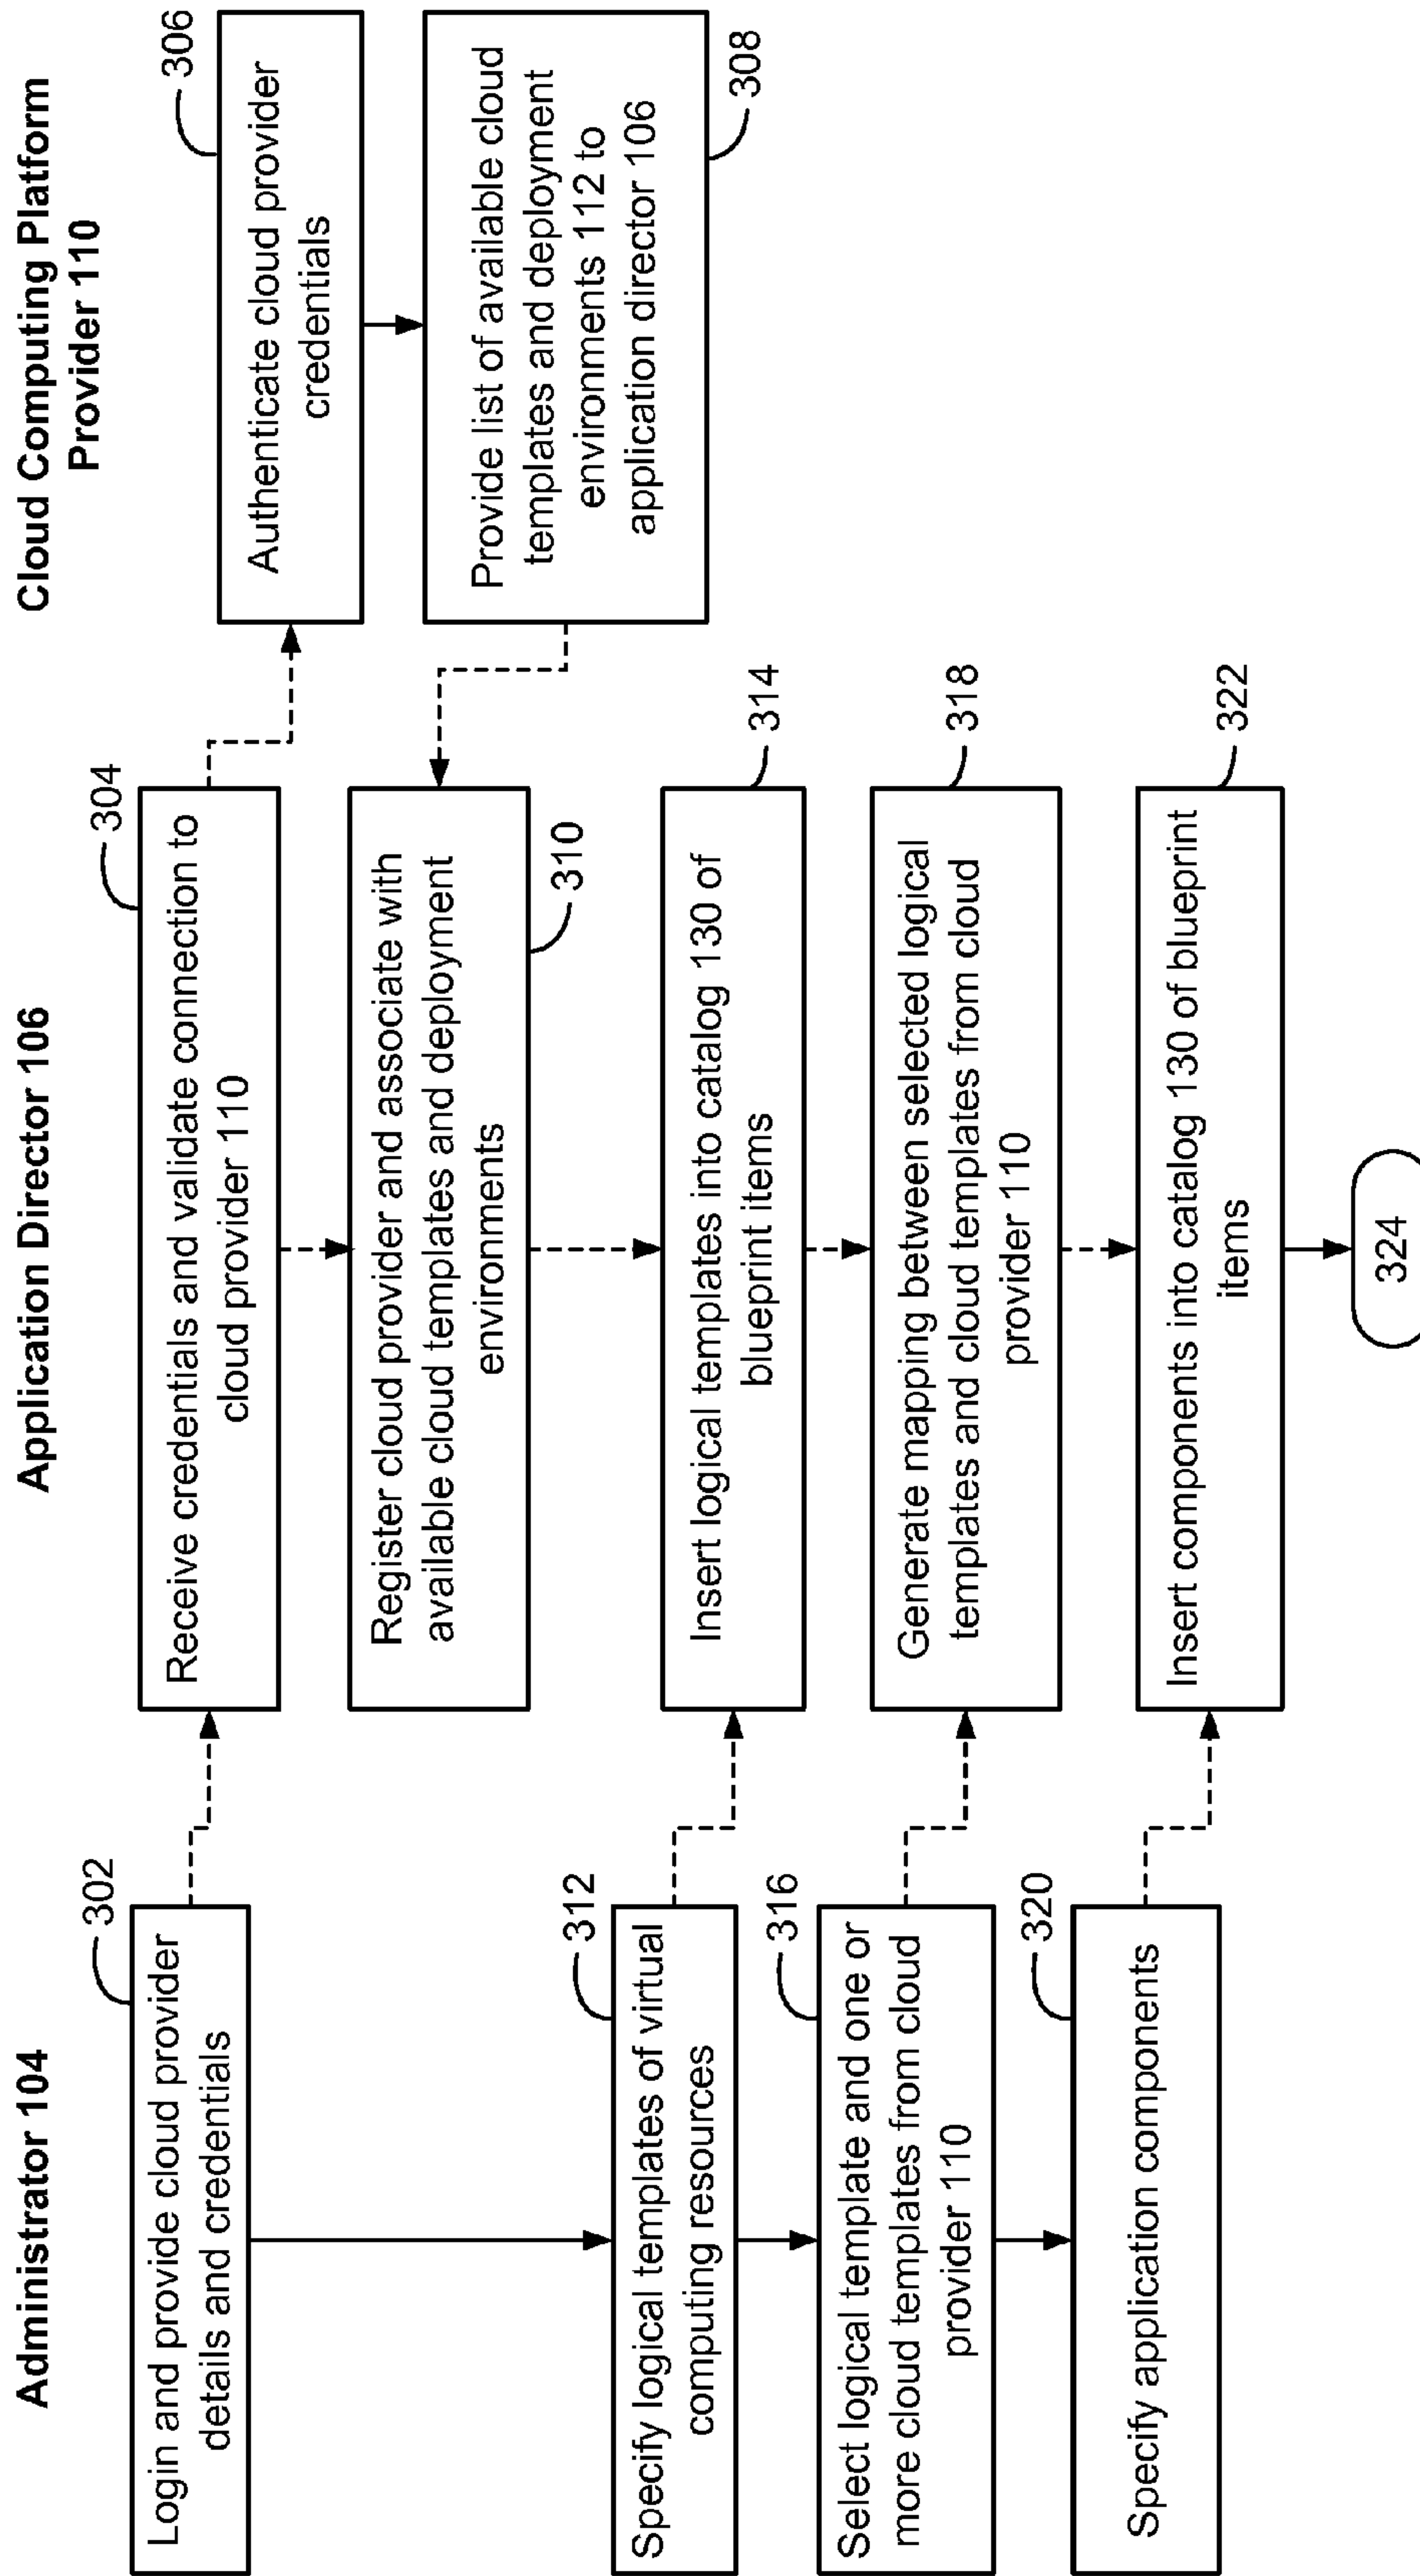 Administrator 104
Application Director 106
Cloud Computing Platform
Provider 110
302
Login and provide cloud provider
details and credentials
304
Receive credentials and validate connection to
cloud provider 110
306
Authenticate cloud provider
credentials
Provide list of available cloud
templates and deployment
environments 112 to
application director 106
308
Register cloud provider and associate with
available cloud templates and deployment
environments
310
312
Specify logical templates of virtual
computing resources
Insert logical templates into catalog 130 of
blueprint items
314
316
Select logical template and one or
more cloud templates from cloud
provider 110
Generate mapping between selected logical
templates and cloud templates from cloud
provider 110
318
320
Specify application components
Insert components into catalog 130 of blueprint
items
322
324